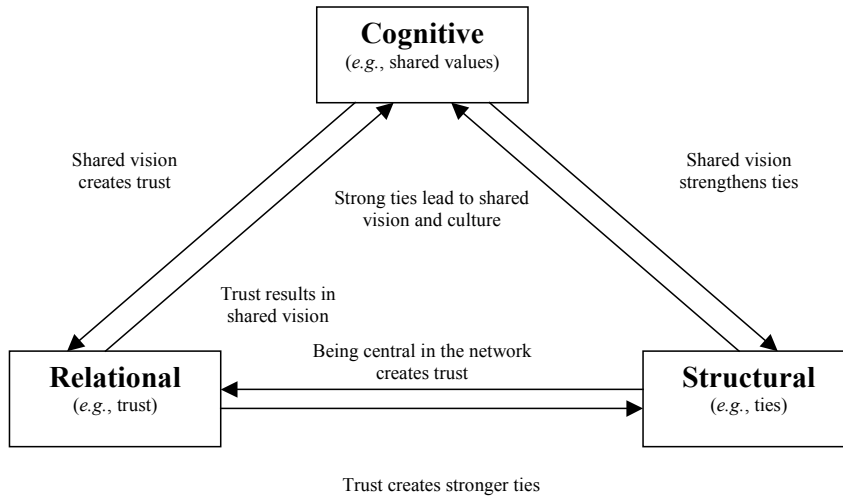 Cognitive
(e.g., shared values)
Shared vision
creates trust
Shared vision
strengthens ties
Strong ties lead to shared
vision and culture
Trust results in
shared vision
Being central in the network
creates trust
Relational
(e.g., trust)
Structural
(e.g., ties)
Trust creates stronger ties